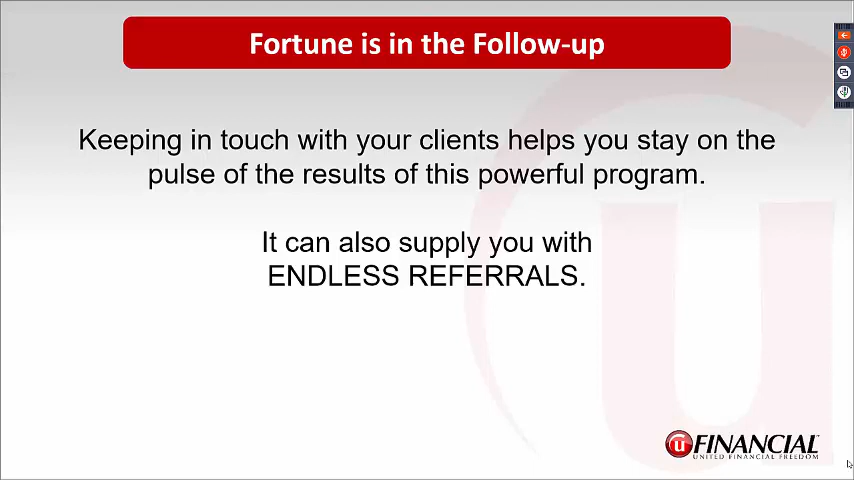 Fortune is in the Follow-up
Keeping in touch with your clients helps you stay on the
pulse of the results of this powerful program.
It can also supply you with
ENDLESS REFERRALS.
u FINANCIAL™
UNITED FINANCIAL FREEDOM